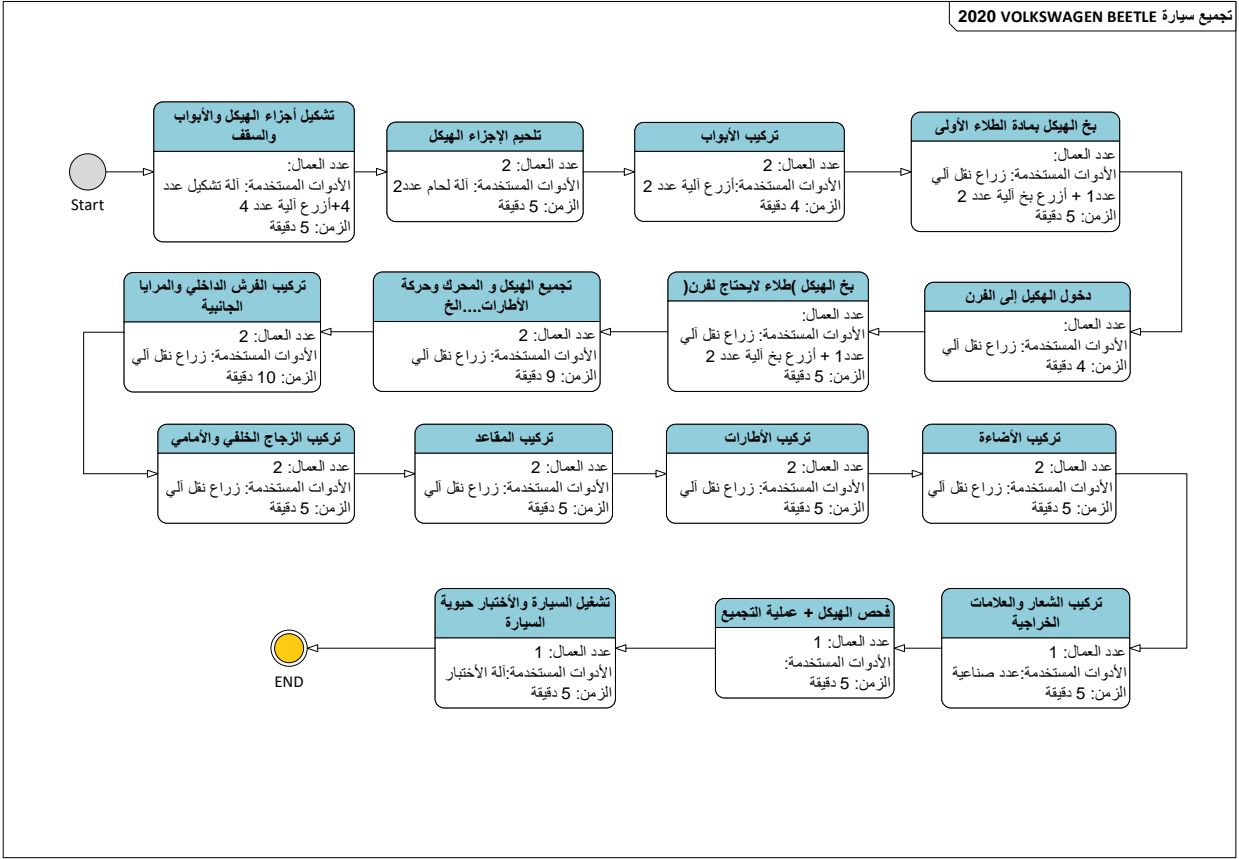 تجميع سيارة VOLKSWAGEN BEETLE 2020
Start
تشكيل أجزاء الهيكل والأبواب
والسقف
عدد العمال:
الأدوات المستخدمة: آلة تشكيل عدد
4+أزرع آلية عدد 4
الزمن: 5 دقيقة
تلحيم الإجزاء الهيكل
عدد العمال: 2
الأدوات المستخدمة: آلة لحام عدد2
الزمن: 5 دقيقة
تركيب الأبواب
عدد العمال: 2
الأدوات المستخدمة:أزرع آلية عدد 2
الزمن: 4 دقيقة
بخ الهيكل بمادة الطلاء الأولى
عدد العمال:
الأدوات المستخدمة: زراع نقل آلي
عدد1 + أزرع بخ آلية عدد 2
الزمن: 5 دقيقة
دخول الهكيل إلى الفرن
عدد العمال:
الأدوات المستخدمة: زراع نقل آلي
الزمن: 4 دقيقة
بخ الهيكل )طلاء لايحتاج لفرن(
عدد العمال:
الأدوات المستخدمة: زراع نقل آلي
عدد1 + أزرع بخ آلية عدد 2
الزمن: 5 دقيقة
تجميع الهيكل و المحرك وحركة
الأطارات....الخ
عدد العمال: 2
الأدوات المستخدمة: زراع نقل آلي
الزمن: 9 دقيقة
تركيب الفرش الداخلي والمرايا
الجانبية
عدد العمال: 2
الأدوات المستخدمة: زراع نقل آلي
الزمن: 10 دقيقة
تركيب الزجاج الخلفي والأمامي
عدد العمال: 2
الأدوات المستخدمة: زراع نقل آلي
الزمن: 5 دقيقة
تركيب المقاعد
عدد العمال: 2
الأدوات المستخدمة: زراع نقل آلي
الزمن: 5 دقيقة
تركيب الأطارات
عدد العمال: 2
الأدوات المستخدمة: زراع نقل آلي
الزمن: 5 دقيقة
تركيب الأضاءة
عدد العمال: 2
الأدوات المستخدمة: زراع نقل آلي
الزمن: 5 دقيقة
تركيب الشعار والعلامات
الخراجية
عدد العمال: 1
الأدوات المستخدمة:عدد صناعية
الزمن: 5 دقيقة
فحص الهيكل + عملية التجميع
عدد العمال: 1
الأدوات المستخدمة:
الزمن: 5 دقيقة
تشغيل السيارة والأختبار حيوية
السيارة
عدد العمال: 1
الأدوات المستخدمة:آلة الأختبار
الزمن: 5 دقيقة
END